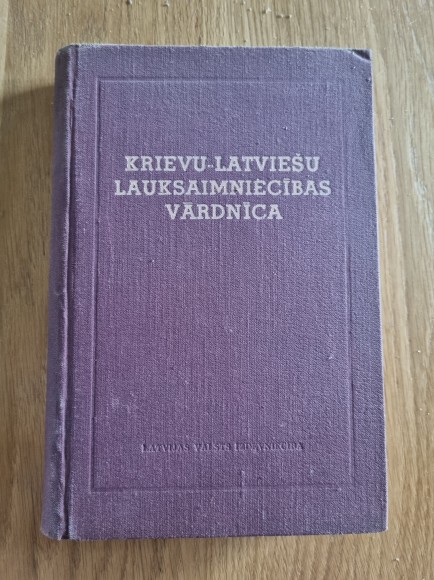 KRIEVU-LATVIEŠU
LAUKSAIMNIECĪBAS
VĀRDNĪCA
LATVIJAS VALSTS IZDEVNIECĪBA